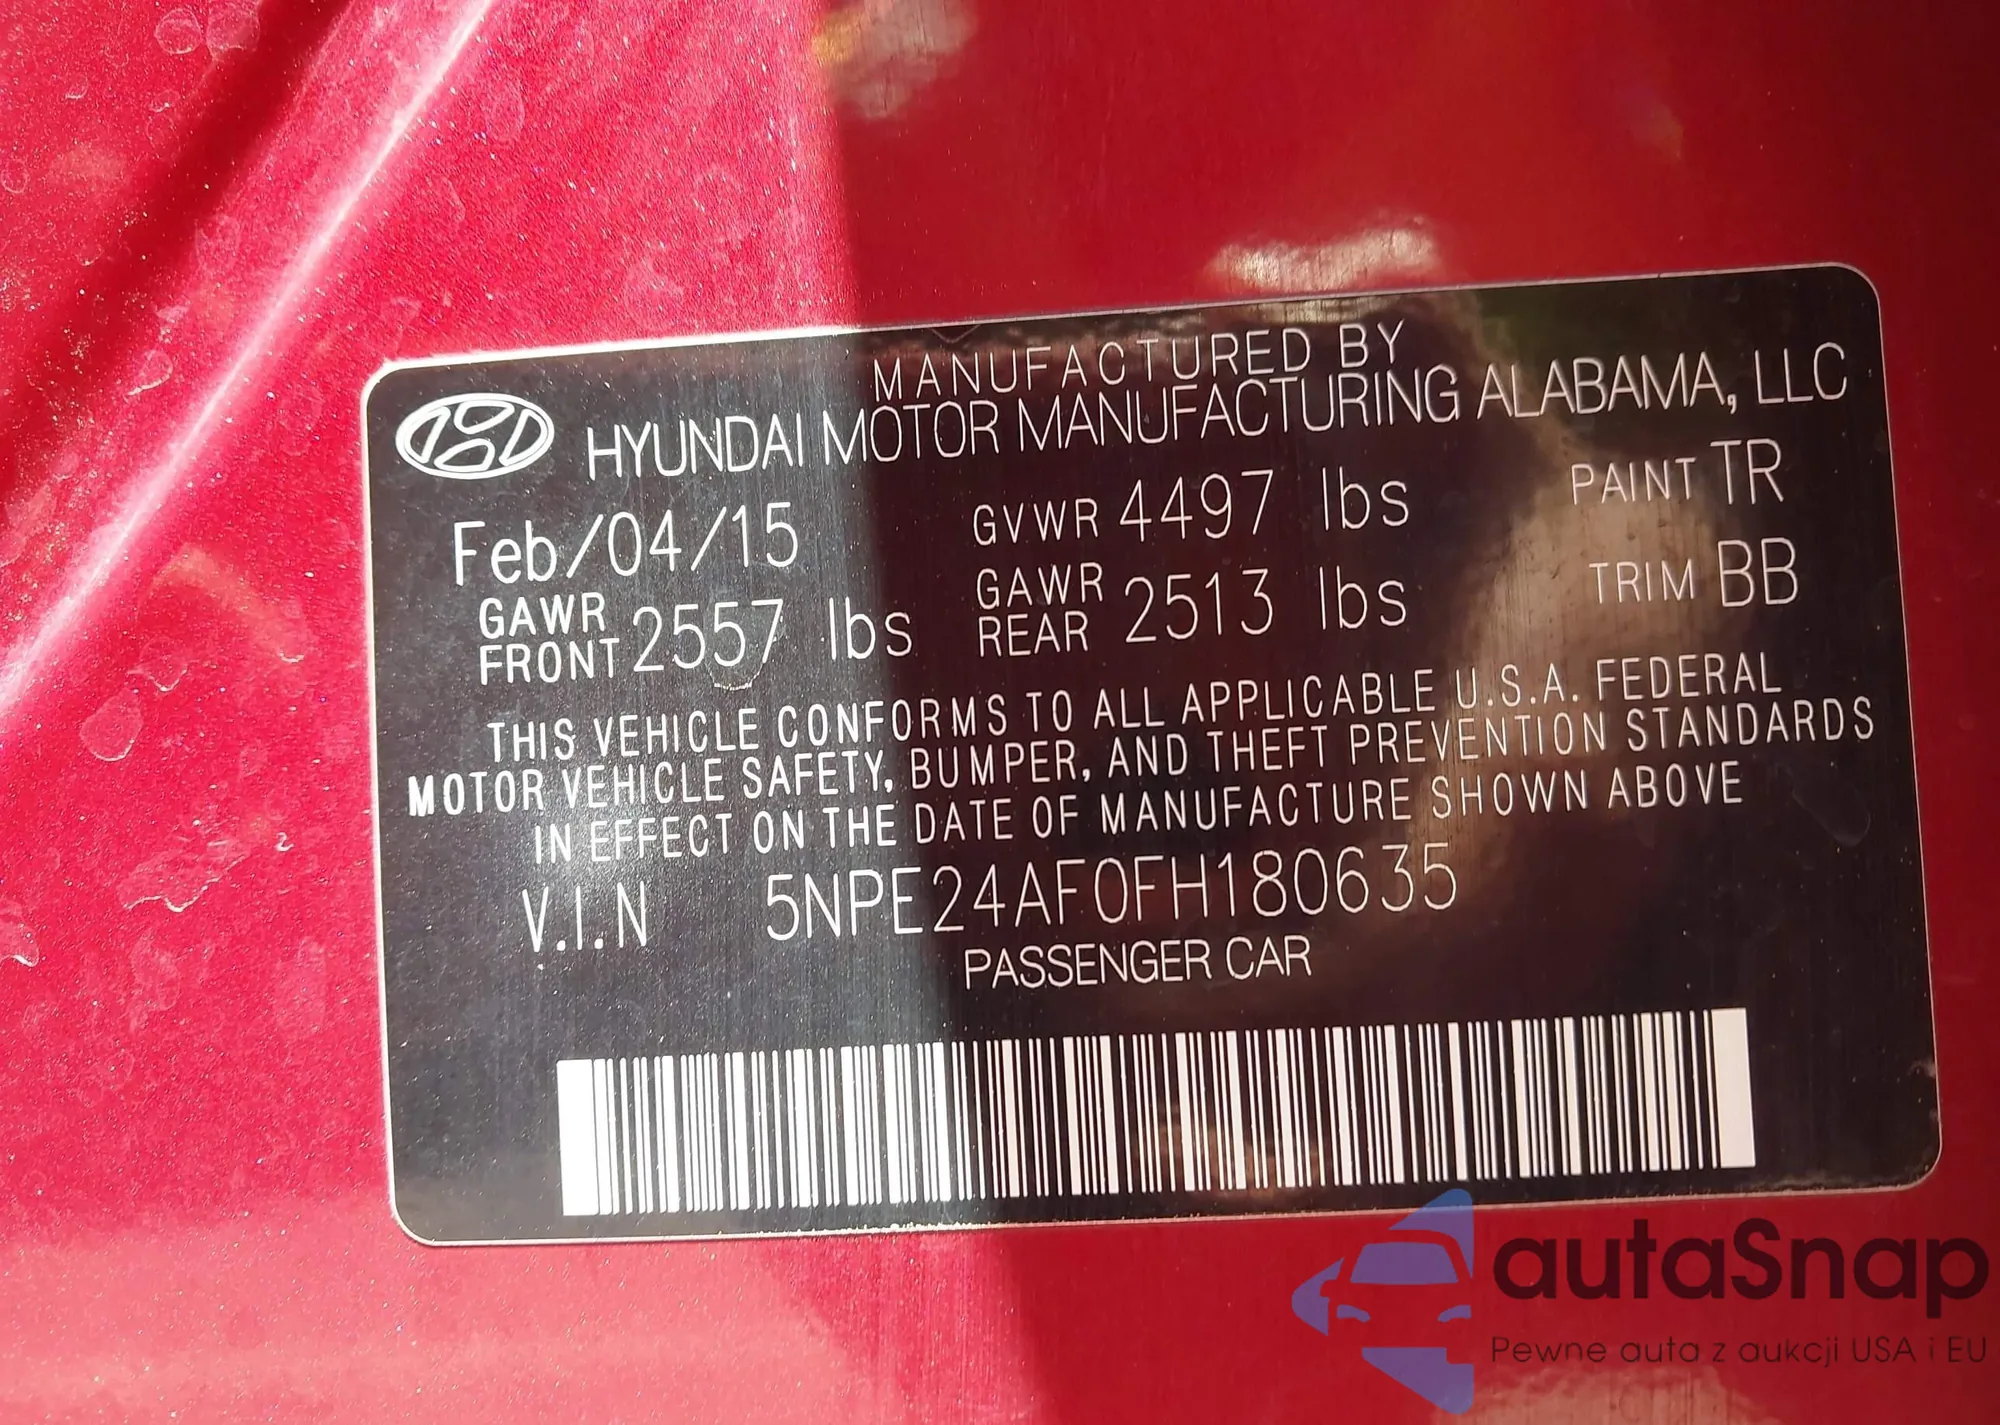 MANUFACTURED BY
HYUNDAI MOTOR MANUFACTURING ALABAMA, LLC
Feb/04/15 GVWR 4497 lbs PAINT TR
GAWR FRONT 2557 lbs GAWR REAR 2513 lbs TRIM BB
THIS VEHICLE CONFORMS TO ALL APPLICABLE U.S.A. FEDERAL
MOTOR VEHICLE SAFETY, BUMPER, AND THEFT PREVENTION STANDARDS
IN EFFECT ON THE DATE OF MANUFACTURE SHOWN ABOVE
V.I.N 5NPE24AF0FH180635
PASSENGER CAR
autaSnap
Pewne auta z aukcji USA i EU